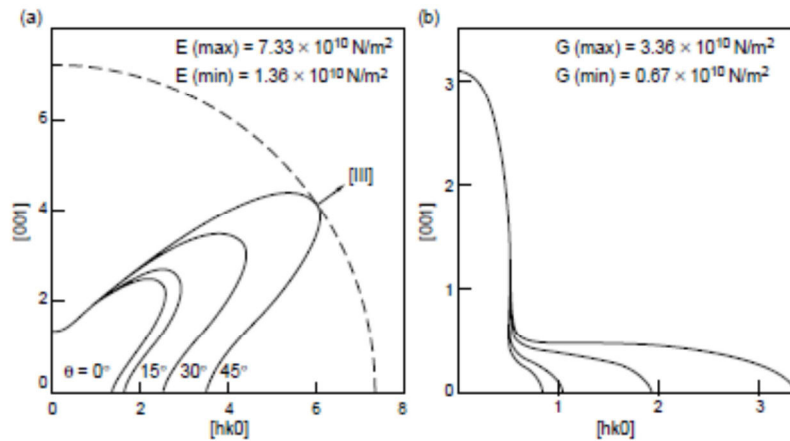 (a)
E (max) = 7.33 × 10¹⁰ N/m²
E (min) = 1.36 × 10¹⁰ N/m²
6
4
2
0
[001]
[III]
θ = 0° 15° 30° 45°
0 2 4 6 8
[hk0]
(b)
G (max) = 3.36 × 10¹⁰ N/m²
G (min) = 0.67 × 10¹⁰ N/m²
3
2
1
0
[001]
1 2 3
[hk0]